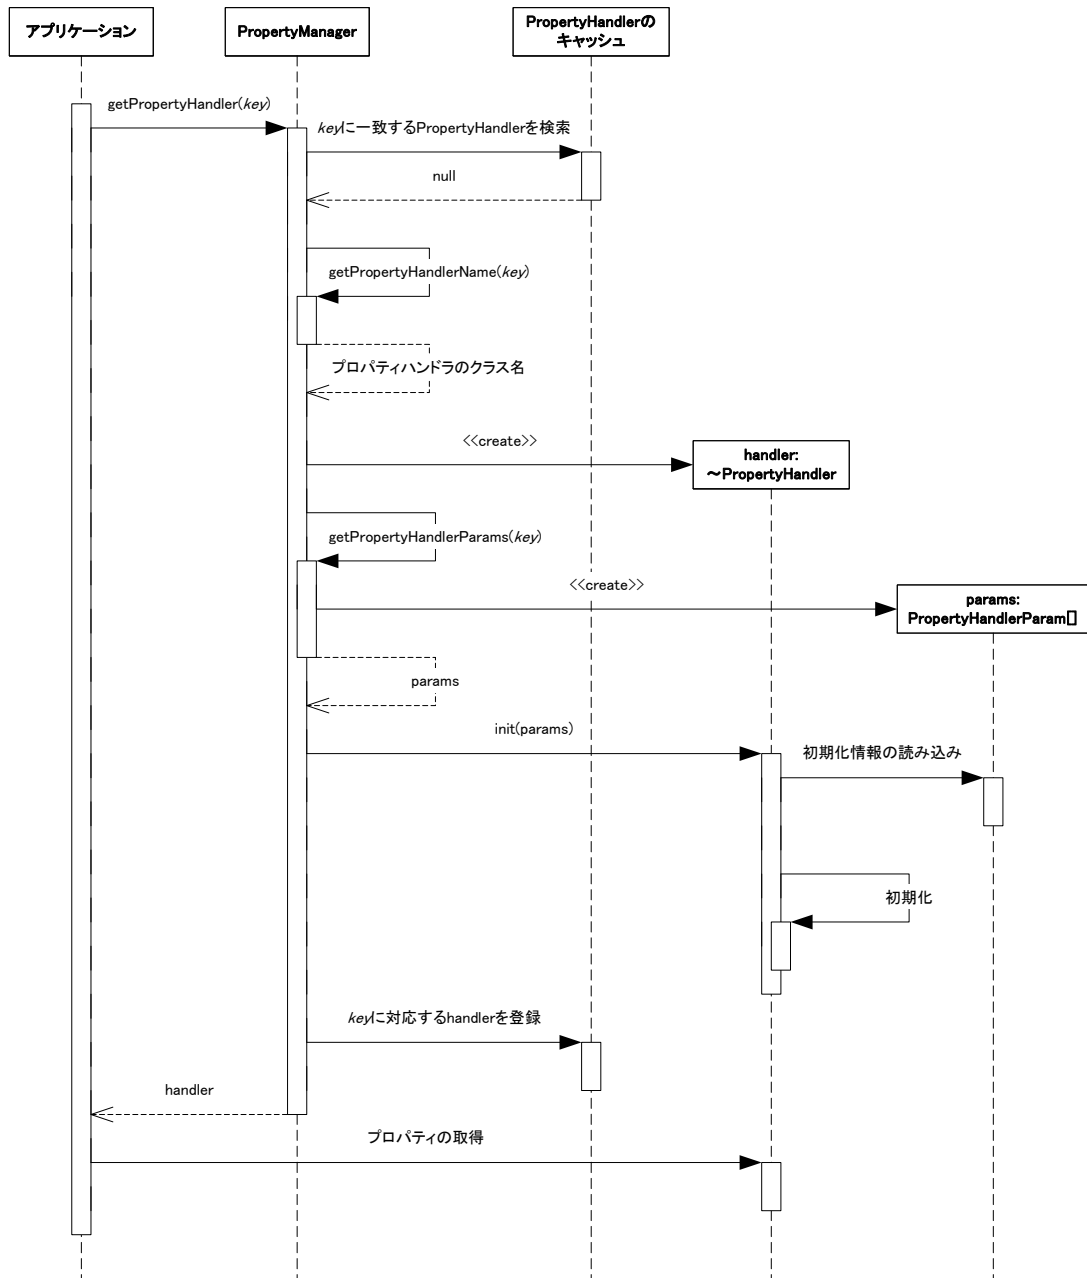 アプリケーション
PropertyManager
PropertyHandlerの
キャッシュ
getPropertyHandler(key)
keyに一致するPropertyHandlerを検索
null
getPropertyHandlerName(key)
プロパティハンドラのクラス名
<<create>>
handler:
～PropertyHandler
getPropertyHandlerParams(key)
<<create>>
params:
PropertyHandlerParam[]
params
init(params)
初期化情報の読み込み
初期化
keyに対応するhandlerを登録
handler
プロパティの取得